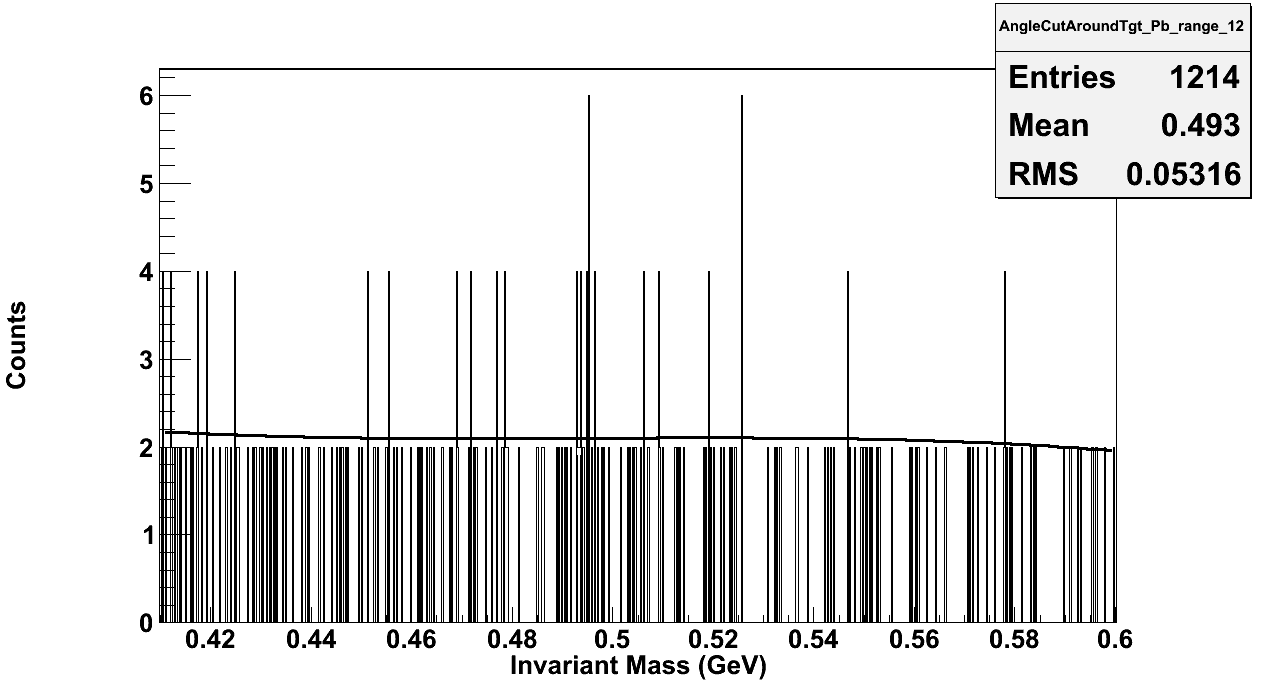 AngleCutAroundTgt_Pb_range_12
Entries 1214
Mean 0.493
RMS 0.05316
6
5
4
3
2
1
0
Counts
0.42 0.44 0.46 0.48 0.5 0.52 0.54 0.56 0.58 0.6
Invariant Mass (GeV)